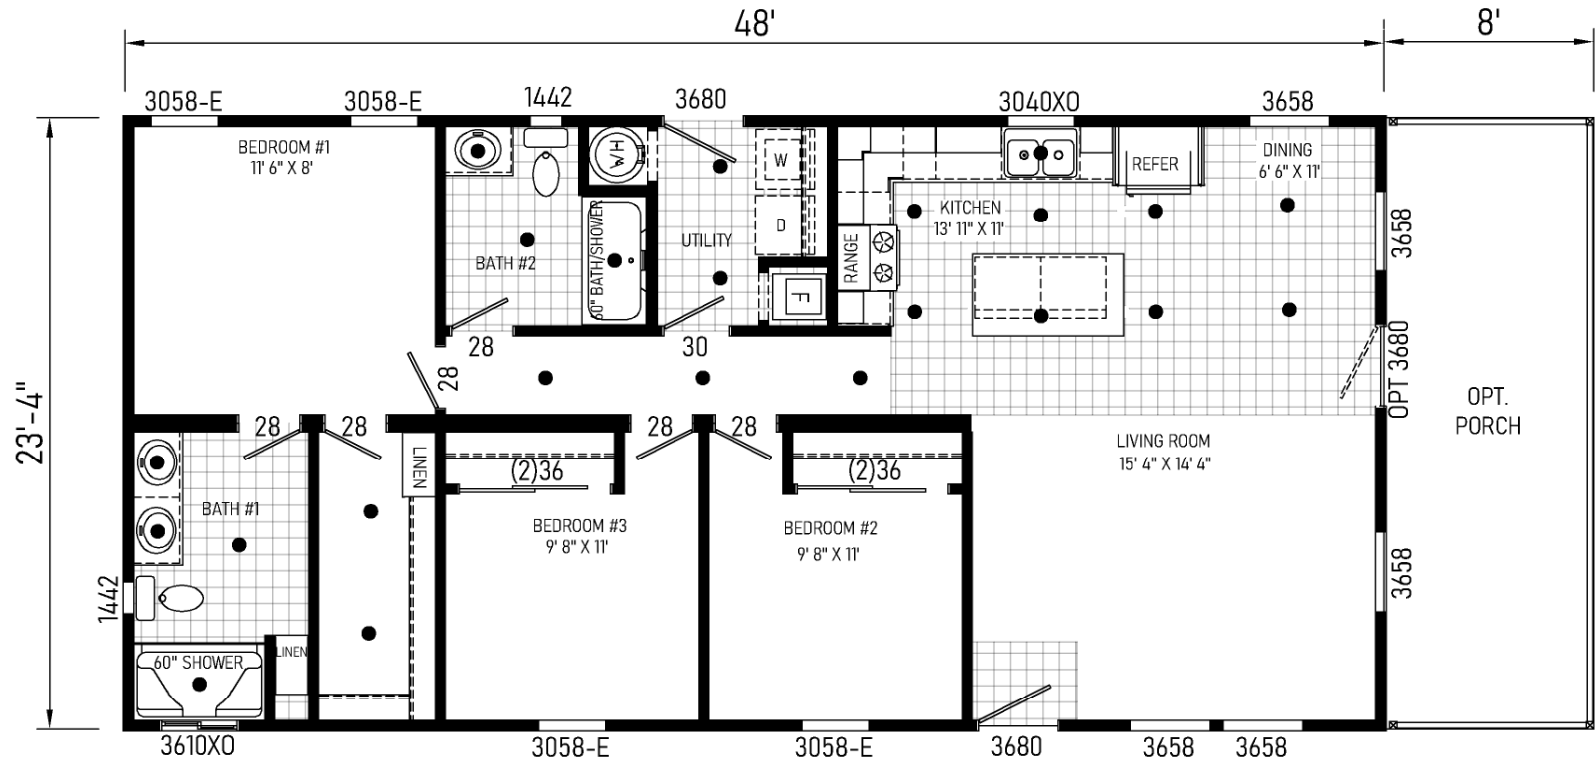 48'
8'
3058-E
3058-E
1442
3680
3040XO
3658
BEDROOM #1
11' 6" X 8'
WH
W
D
UTILITY
BATH #2
60" BATH/SHOWER
F
RANGE
KITCHEN
13' 11" X 11'
REFER
DINING
6' 6" X 11'
3658
OPT 3680
28
30
28
23'-4"
OPT.
PORCH
28
28
28
28
LINEN
(2)36
(2)36
LIVING ROOM
15' 4" X 14' 4"
BATH #1
BEDROOM #3
9' 8" X 11'
BEDROOM #2
9' 8" X 11'
1442
3658
60" SHOWER
LINEN
3610XO
3058-E
3058-E
3680
3658
3658